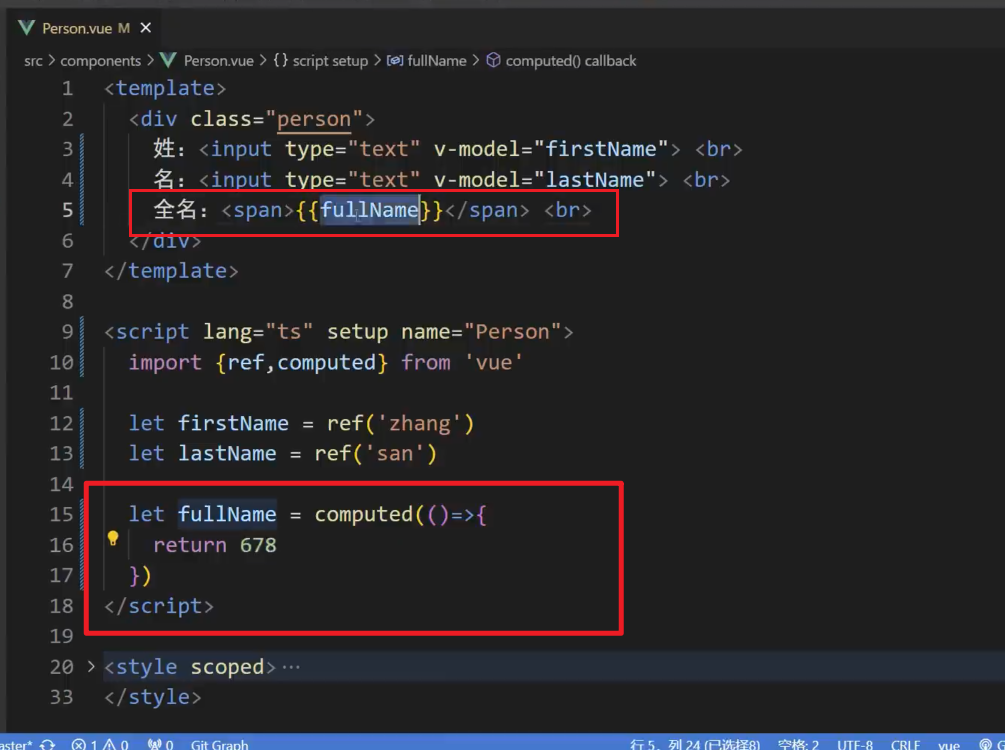 Person.vue M ×
src > components > Person.vue > {} script setup > fullName > computed() callback
1 <template>
2 <div class="person">
3 姓：<input type="text" v-model="firstName"> <br>
4 名：<input type="text" v-model="lastName"> <br>
5 全名：<span>{{fullName}}</span> <br>
6 </div>
7 </template>
8
9 <script lang="ts" setup name="Person">
10 import {ref,computed} from 'vue'
11
12 let firstName = ref('zhang')
13 let lastName = ref('san')
14
15 let fullName = computed(()=>{
16 return 678
17 })
18 </script>
19
20 > <style scoped>···
33 </style>
aster* 1 0 0 Git Graph 行 5，列 24 (已选择8) 空格: 2 UTF-8 CRLF vue